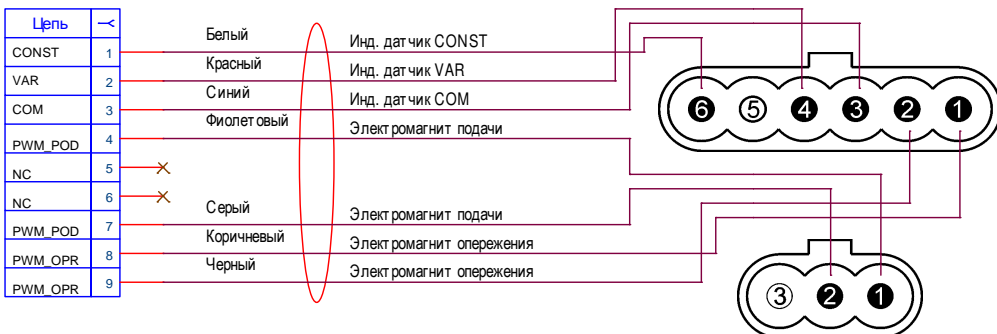 Цепь
CONST 1 Белый Инд. датчик CONST
VAR 2 Красный Инд. датчик VAR
COM 3 Синий Инд. датчик COM
PWM_POD 4 Фиолетовый Электромагнит подачи
NC 5
NC 6
PWM_POD 7 Серый Электромагнит подачи
PWM_OPR 8 Коричневый Электромагнит опережения
PWM_OPR 9 Черный Электромагнит опережения
6 5 4 3 2 1
3 2 1